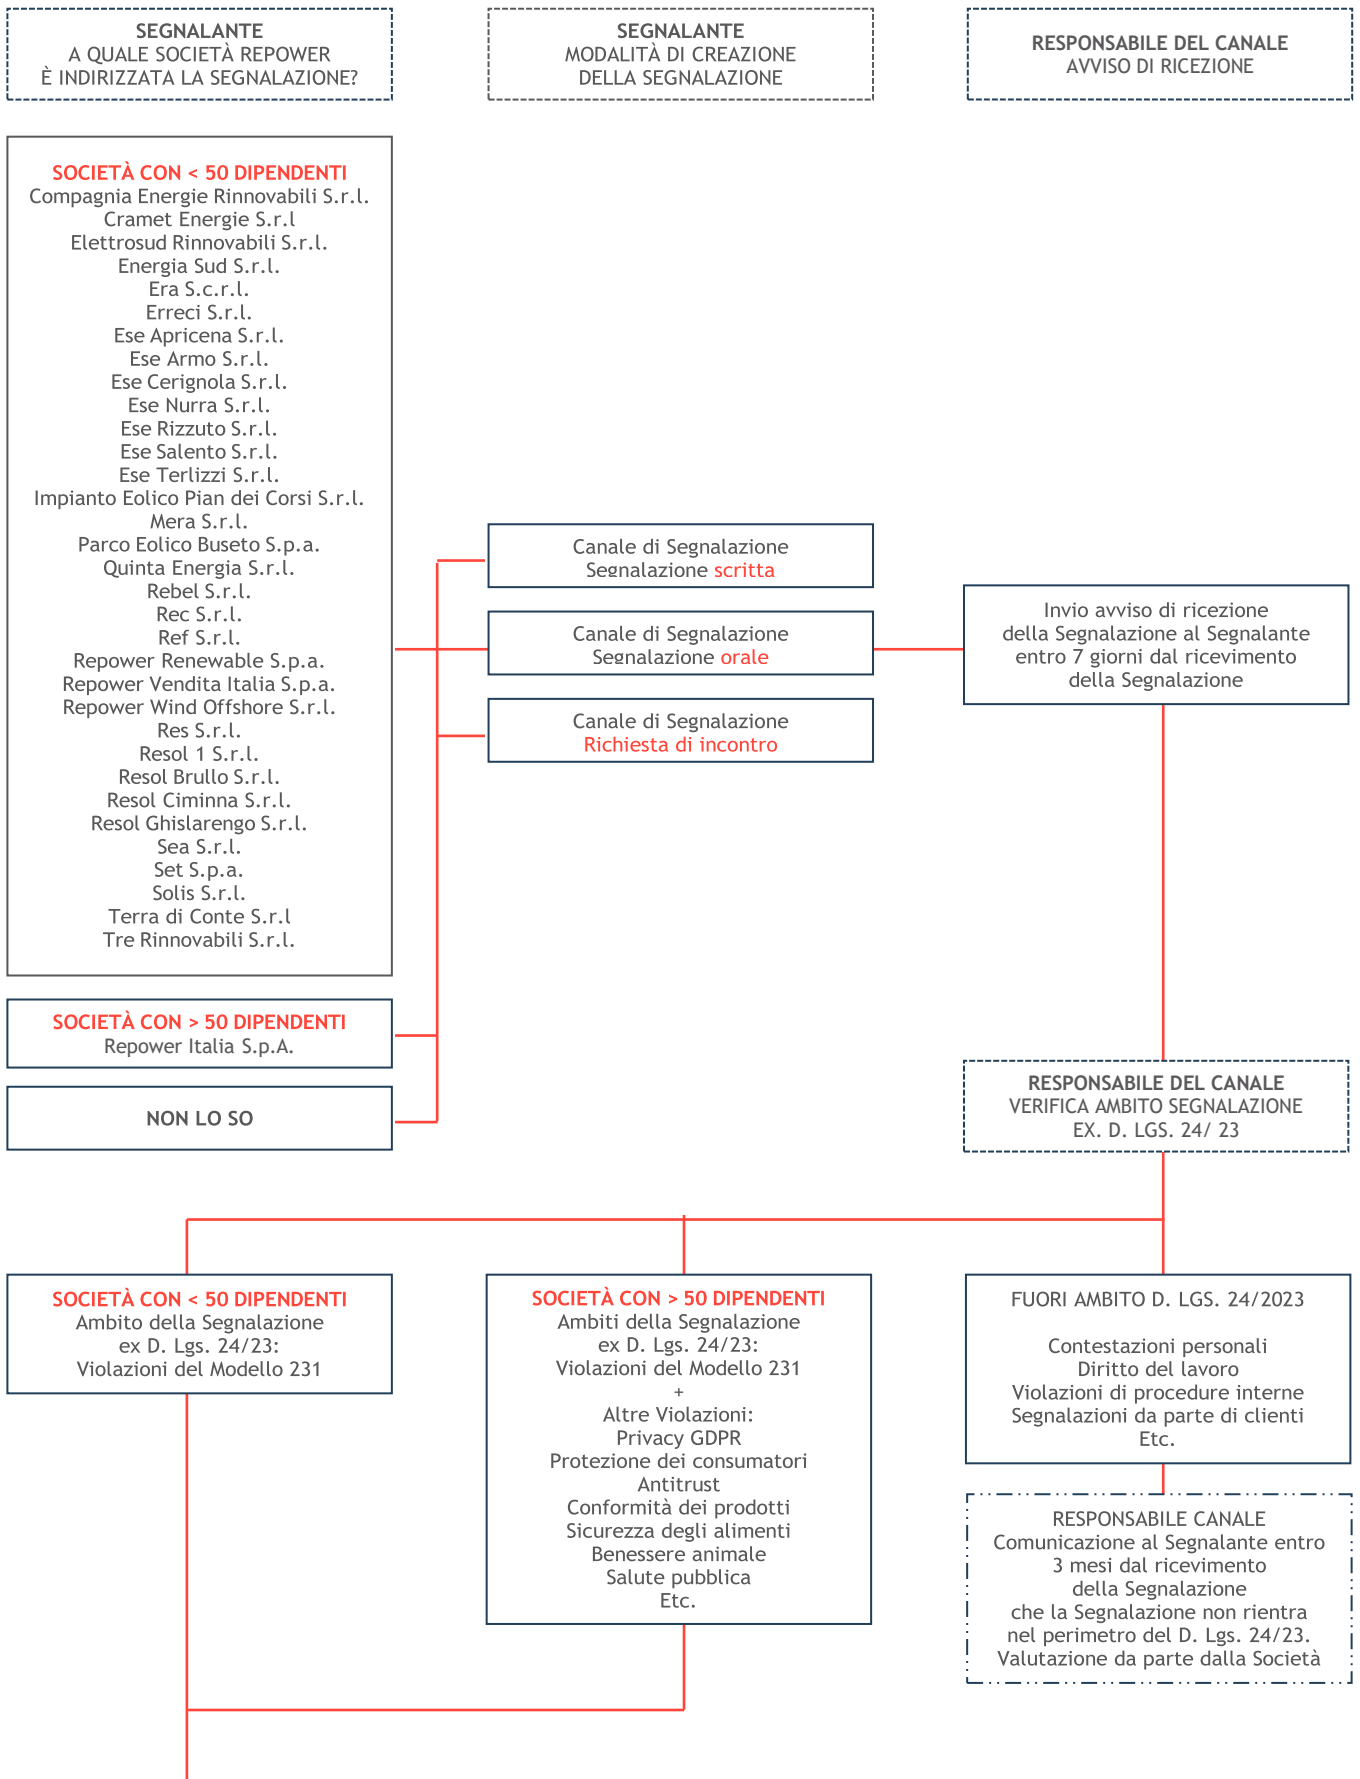 SEGNALANTE
A QUALE SOCIETÀ REPOWER
È INDIRIZZATA LA SEGNALAZIONE?
SEGNALANTE
MODALITÀ DI CREAZIONE
DELLA SEGNALAZIONE
RESPONSABILE DEL CANALE
AVVISO DI RICEZIONE
SOCIETÀ CON < 50 DIPENDENTI
Compagnia Energie Rinnovabili S.r.l.
Cramet Energie S.r.l
Elettrosud Rinnovabili S.r.l.
Energia Sud S.r.l.
Era S.c.r.l.
Erreci S.r.l.
Ese Apricena S.r.l.
Ese Armo S.r.l.
Ese Cerignola S.r.l.
Ese Nurra S.r.l.
Ese Rizzuto S.r.l.
Ese Salento S.r.l.
Ese Terlizzi S.r.l.
Impianto Eolico Pian dei Corsi S.r.l.
Mera S.r.l.
Parco Eolico Buseto S.p.a.
Quinta Energia S.r.l.
Rebel S.r.l.
Rec S.r.l.
Ref S.r.l.
Repower Renewable S.p.a.
Repower Vendita Italia S.p.a.
Repower Wind Offshore S.r.l.
Res S.r.l.
Resol 1 S.r.l.
Resol Brullo S.r.l.
Resol Ciminna S.r.l.
Resol Ghislarengo S.r.l.
Sea S.r.l.
Set S.p.a.
Solis S.r.l.
Terra di Conte S.r.l
Tre Rinnovabili S.r.l.
SOCIETÀ CON > 50 DIPENDENTI
Repower Italia S.p.A.
NON LO SO
Canale di Segnalazione
Segnalazione scritta
Canale di Segnalazione
Segnalazione orale
Canale di Segnalazione
Richiesta di incontro
Invio avviso di ricezione
della Segnalazione al Segnalante
entro 7 giorni dal ricevimento
della Segnalazione
RESPONSABILE DEL CANALE
VERIFICA AMBITO SEGNALAZIONE
EX. D. LGS. 24/ 23
SOCIETÀ CON < 50 DIPENDENTI
Ambito della Segnalazione
ex D. Lgs. 24/23:
Violazioni del Modello 231
SOCIETÀ CON > 50 DIPENDENTI
Ambiti della Segnalazione
ex D. Lgs. 24/23:
Violazioni del Modello 231
+
Altre Violazioni:
Privacy GDPR
Protezione dei consumatori
Antitrust
Conformità dei prodotti
Sicurezza degli alimenti
Benessere animale
Salute pubblica
Etc.
FUORI AMBITO D. LGS. 24/2023
Contestazioni personali
Diritto del lavoro
Violazioni di procedure interne
Segnalazioni da parte di clienti
Etc.
RESPONSABILE CANALE
Comunicazione al Segnalante entro
3 mesi dal ricevimento
della Segnalazione
che la Segnalazione non rientra
nel perimetro del D. Lgs. 24/23.
Valutazione da parte dalla Società